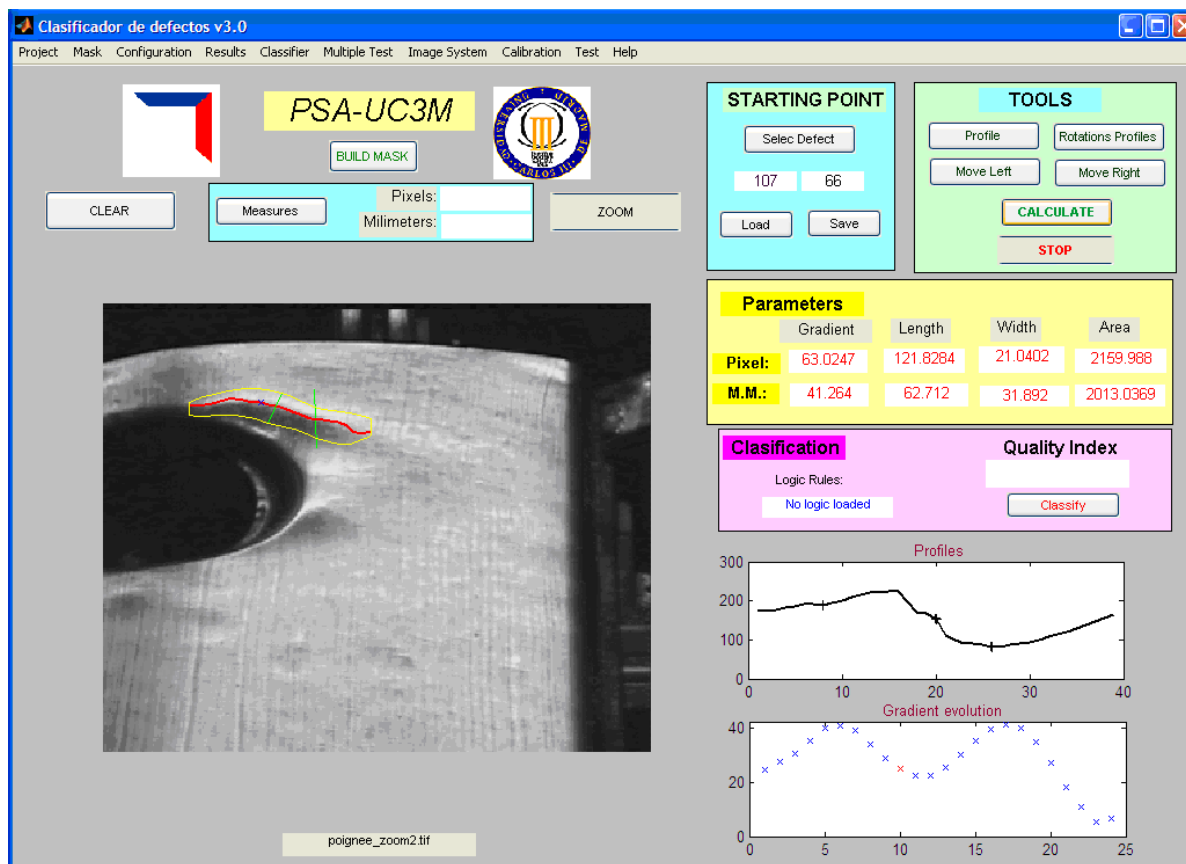 Clasificador de defectos v3.0
Project Mask Configuration Results Classifier Multiple Test Image System Calibration Test Help
PSA-UC3M
BUILD MASK
CLEAR
Measures
Pixels:
Milimeters:
ZOOM
STARTING POINT
Selec Defect
107 66
Load Save
TOOLS
Profile Rotations Profiles
Move Left Move Right
CALCULATE
STOP
Parameters
Gradient Length Width Area
Pixel: 63.0247 121.8284 21.0402 2159.988
M.M.: 41.264 62.712 31.892 2013.0369
Clasification
Quality Index
Logic Rules:
No logic loaded
Classify
Profiles
300
200
100
0
0 10 20 30 40
Gradient evolution
40
20
0
0 5 10 15 20 25
poignee_zoom2.tif